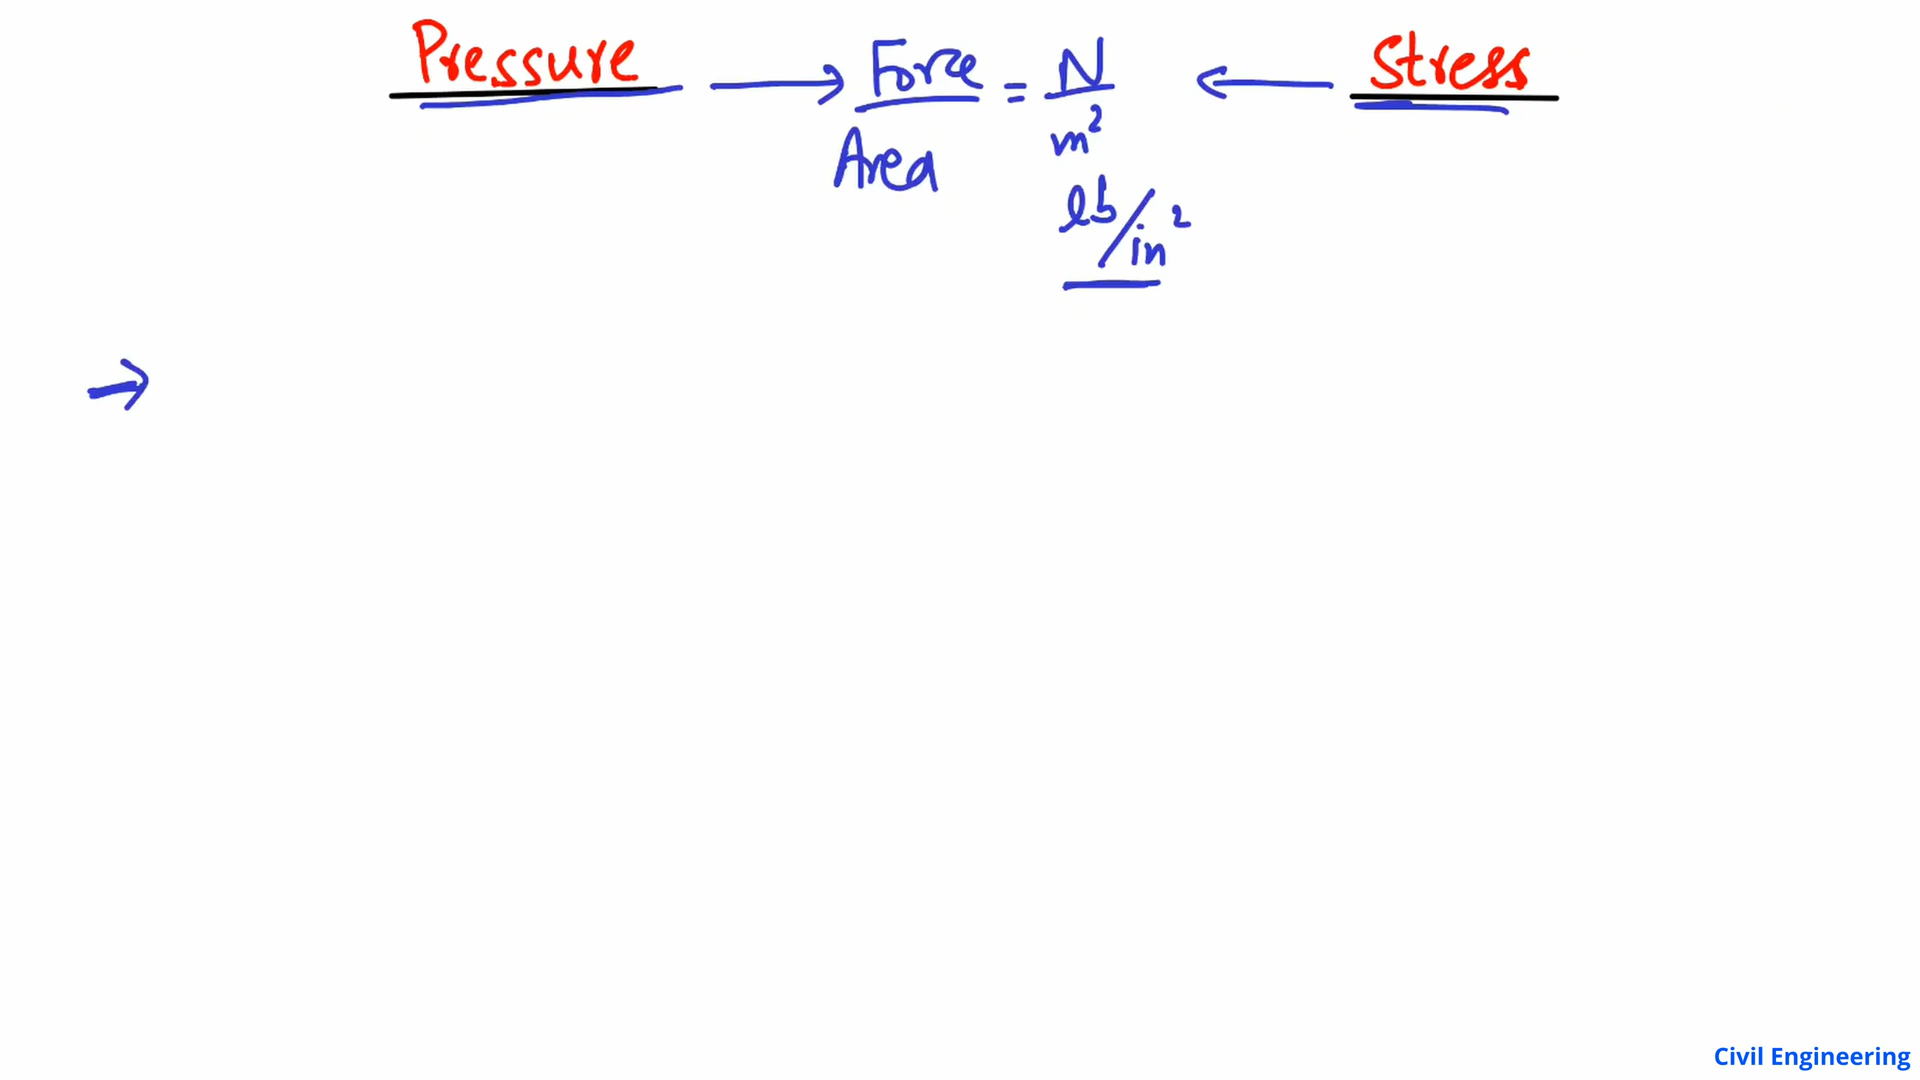 Pressure → Force = N ← Stress
Area m²
lb/in²
→
Civil Engineering